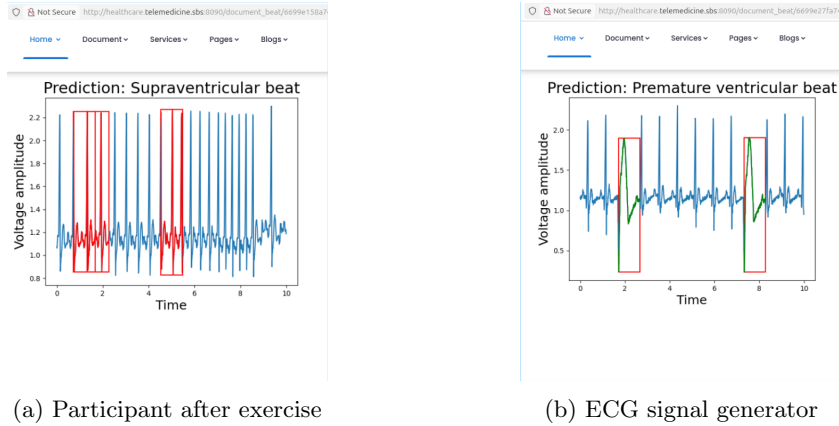 Not Secure http://healthcare.telemedicine.sbs:8090/document_beat/6699e158a7
Home Document Services Pages Blogs
Prediction: Supraventricular beat
Voltage amplitude
2.2
2.0
1.8
1.6
1.4
1.2
1.0
0.8
0 2 4 6 8 10
Time
(a) Participant after exercise
Not Secure http://healthcare.telemedicine.sbs:8090/document_beat/6699e27fa74
Home Document Services Pages Blogs
Prediction: Premature ventricular beat
Voltage amplitude
2.0
1.5
1.0
0.5
0 2 4 6 8 10
Time
(b) ECG signal generator